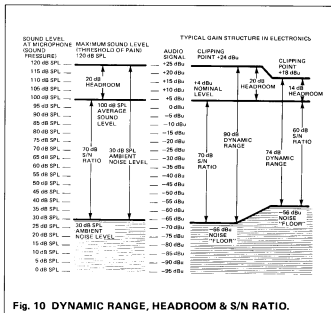 SOUND LEVEL
AT MICROPHONE
(SOUND
PRESSURE)
MAXIMUM SOUND LEVEL
(THRESHOLD OF PAIN)
120 dB SPL
AUDIO
SIGNAL
TYPICAL GAIN STRUCTURE IN ELECTRONICS
CLIPPING
POINT +24 dBu
CLIPPING
POINT
+18 dBu
120 dB SPL
115 dB SPL
110 dB SPL
105 dB SPL
100 dB SPL
95 dB SPL
90 dB SPL
85 dB SPL
80 dB SPL
75 dB SPL
70 dB SPL
65 dB SPL
60 dB SPL
55 dB SPL
50 dB SPL
45 dB SPL
40 dB SPL
35 dB SPL
30 dB SPL
25 dB SPL
20 dB SPL
15 dB SPL
10 dB SPL
5 dB SPL
0 dB SPL
20 dB
HEADROOM
100 dB SPL
AVERAGE
SOUND
LEVEL
70 dB
S/N
RATIO
30 dB SPL
AMBIENT
NOISE LEVEL
30 dB SPL
AMBIENT
NOISE LEVEL
+25 dBu
+20 dBu
+15 dBu
+10 dBu
+5 dBu
0 dBu
-5 dBu
-10 dBu
-15 dBu
-20 dBu
-25 dBu
-30 dBu
-35 dBu
-40 dBu
-45 dBu
-50 dBu
-55 dBu
-60 dBu
-65 dBu
-70 dBu
-75 dBu
-80 dBu
-85 dBu
-90 dBu
-95 dBu
+4 dBu
NOMINAL
LEVEL
20 dB
HEADROOM
14 dB
HEADROOM
90 dB
DYNAMIC
RANGE
60 dB
S/N
RATIO
70 dB
S/N
RATIO
74 dB
DYNAMIC
RANGE
-66 dBu
NOISE
"FLOOR"
-56 dBu
NOISE
"FLOOR"
Fig. 10 DYNAMIC RANGE, HEADROOM & S/N RATIO.